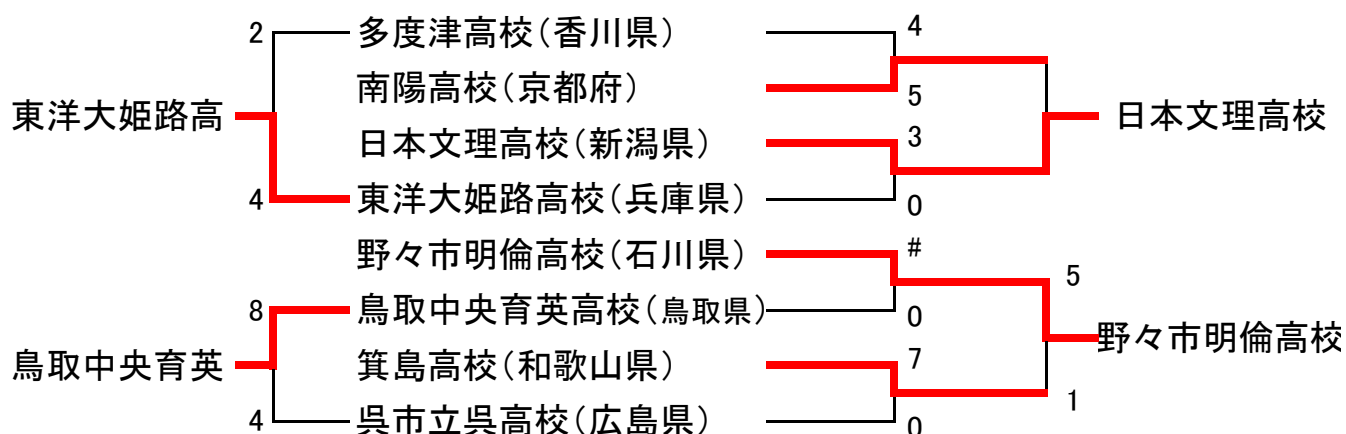 2 多度津高校（香川県） 4
南陽高校（京都府） 5
東洋大姫路高 日本文理高校
日本文理高校（新潟県） 3
4 東洋大姫路高校（兵庫県） 0
野々市明倫高校（石川県） #
5
8 鳥取中央育英高校（鳥取県） 0
野々市明倫高校
鳥取中央育英 箕島高校（和歌山県） 7
1
4 呉市立呉高校（広島県） 0